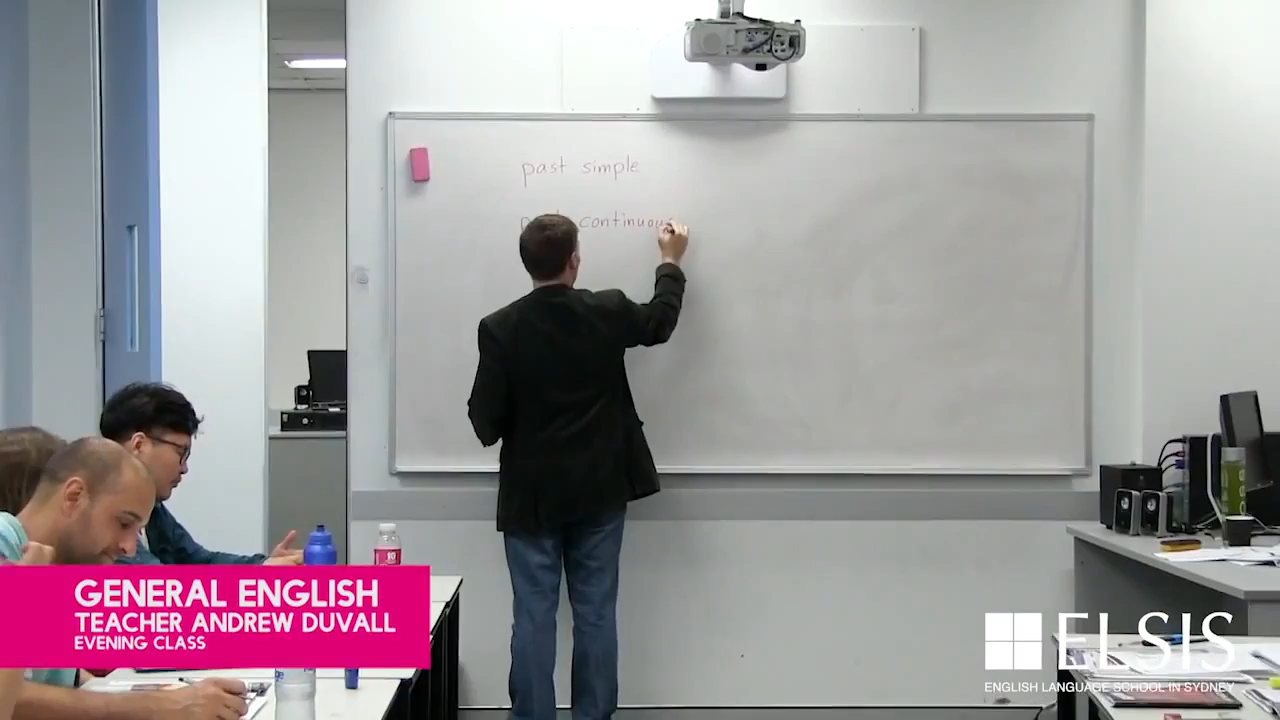 past simple
continuous
GENERAL ENGLISH
TEACHER ANDREW DUVALL
EVENING CLASS
ELSIS
ENGLISH LANGUAGE SCHOOL IN SYDNEY